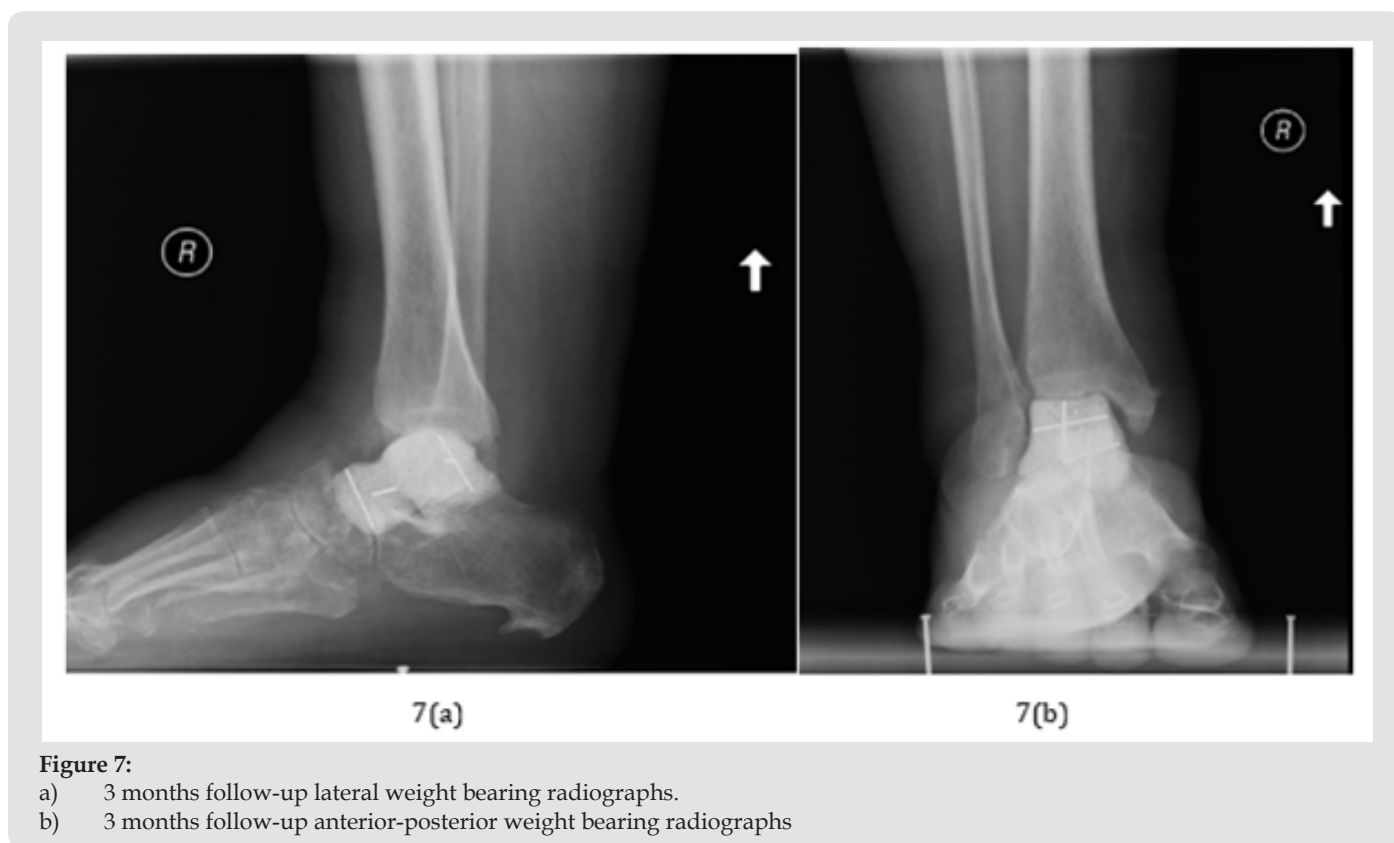 R
R
7(a)
7(b)
Figure 7:
a) 3 months follow-up lateral weight bearing radiographs.
b) 3 months follow-up anterior-posterior weight bearing radiographs